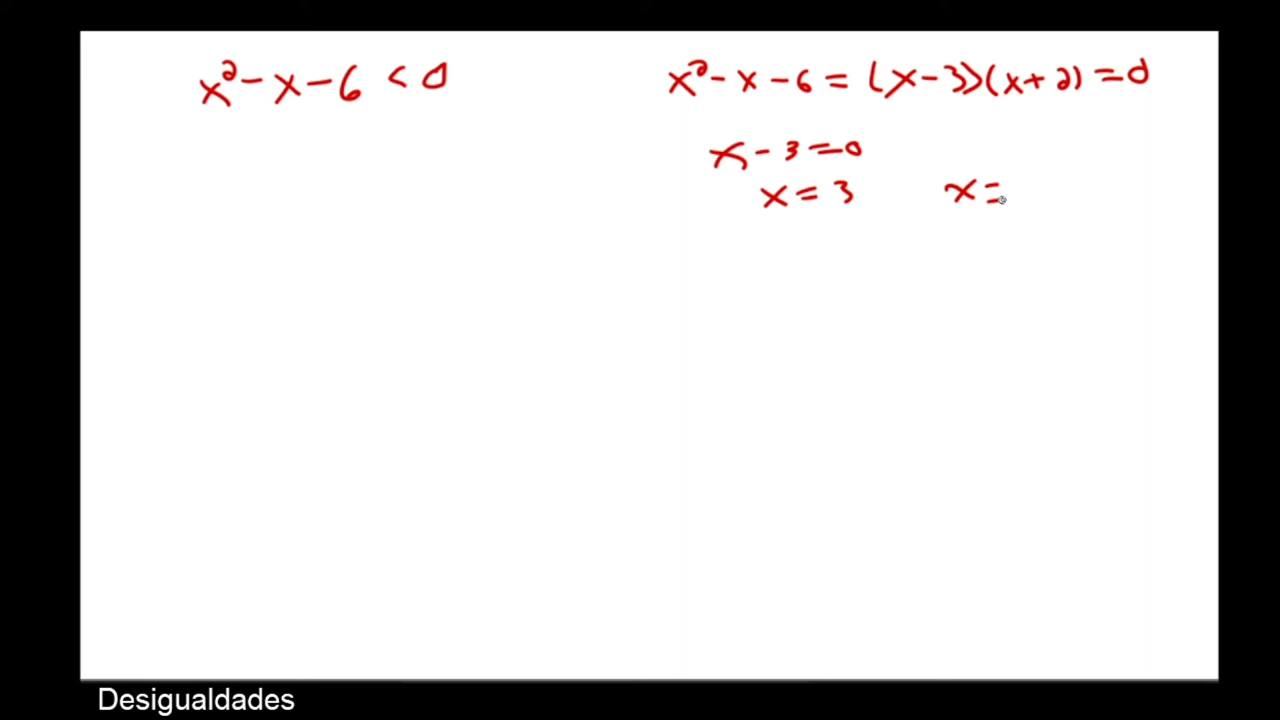 x² - x - 6 < 0
x² - x - 6 = (x - 3)(x + 2) = 0
x - 3 = 0
x = 3 x =
Desigualdades